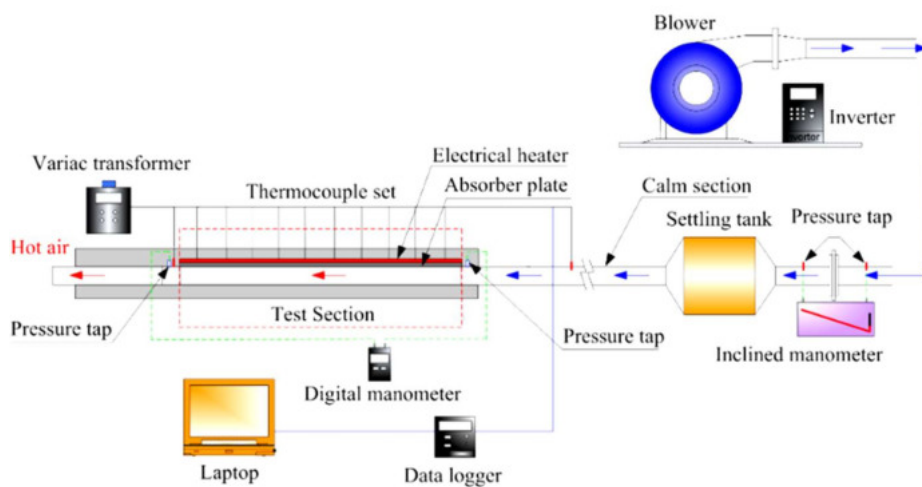 Blower
Inverter
Invertor
Variac transformer
Electrical heater
Thermocouple set
Absorber plate
Calm section
Settling tank
Pressure tap
Hot air
Pressure tap
Test Section
Pressure tap
Inclined manometer
Digital manometer
Laptop
Data logger